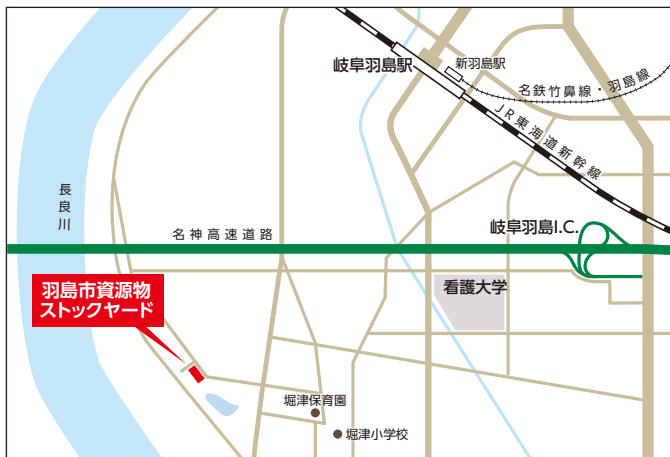 新羽島駅
岐阜羽島駅
名鉄竹鼻線・羽島線
JR東海道新幹線
長良川
岐阜羽島I.C.
名神高速道路
羽島市資源物
ストックヤード
看護大学
堀津保育園
堀津小学校